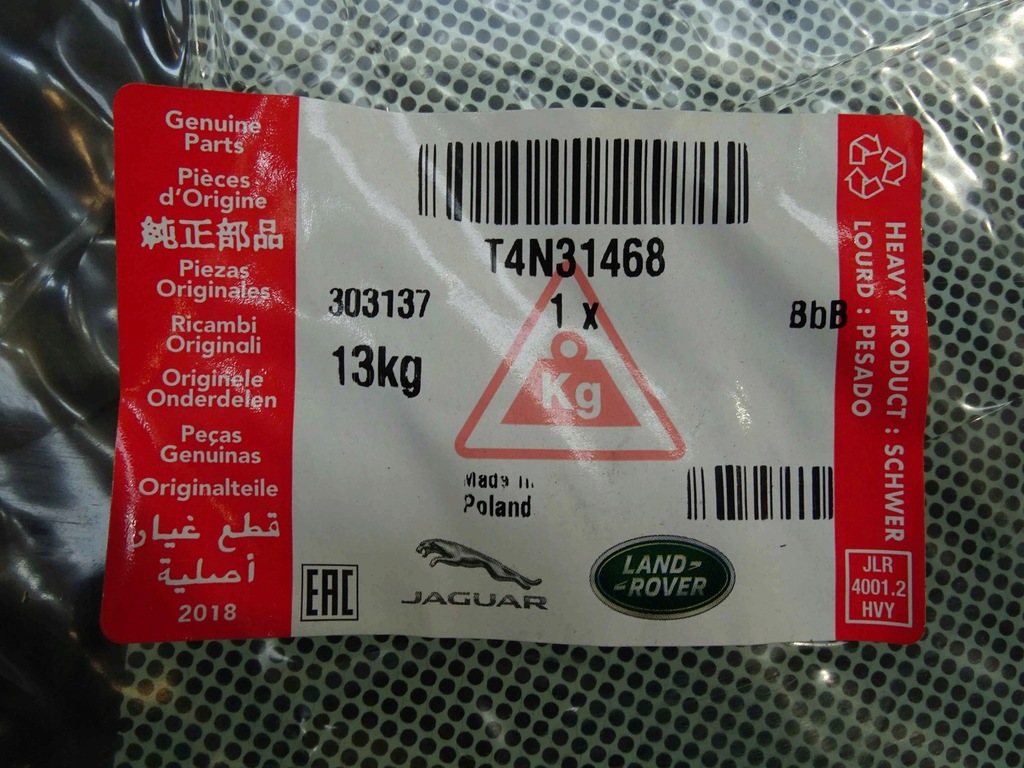 Genuine
Parts
Pièces
d'Origine
純正部品
Piezas
Originales
Ricambi
Originali
Originele
Onderdelen
Peças
Genuinas
Originalteile
قطع غيار
أصلية
2018
T4N31468
303137
1 x
BbB
13kg
Kg
Made in
Poland
EAC
JAGUAR
LAND-
-ROVER
HEAVY PRODUCT : SCHWER
LOURD : PESADO
JLR
4001.2
HVY